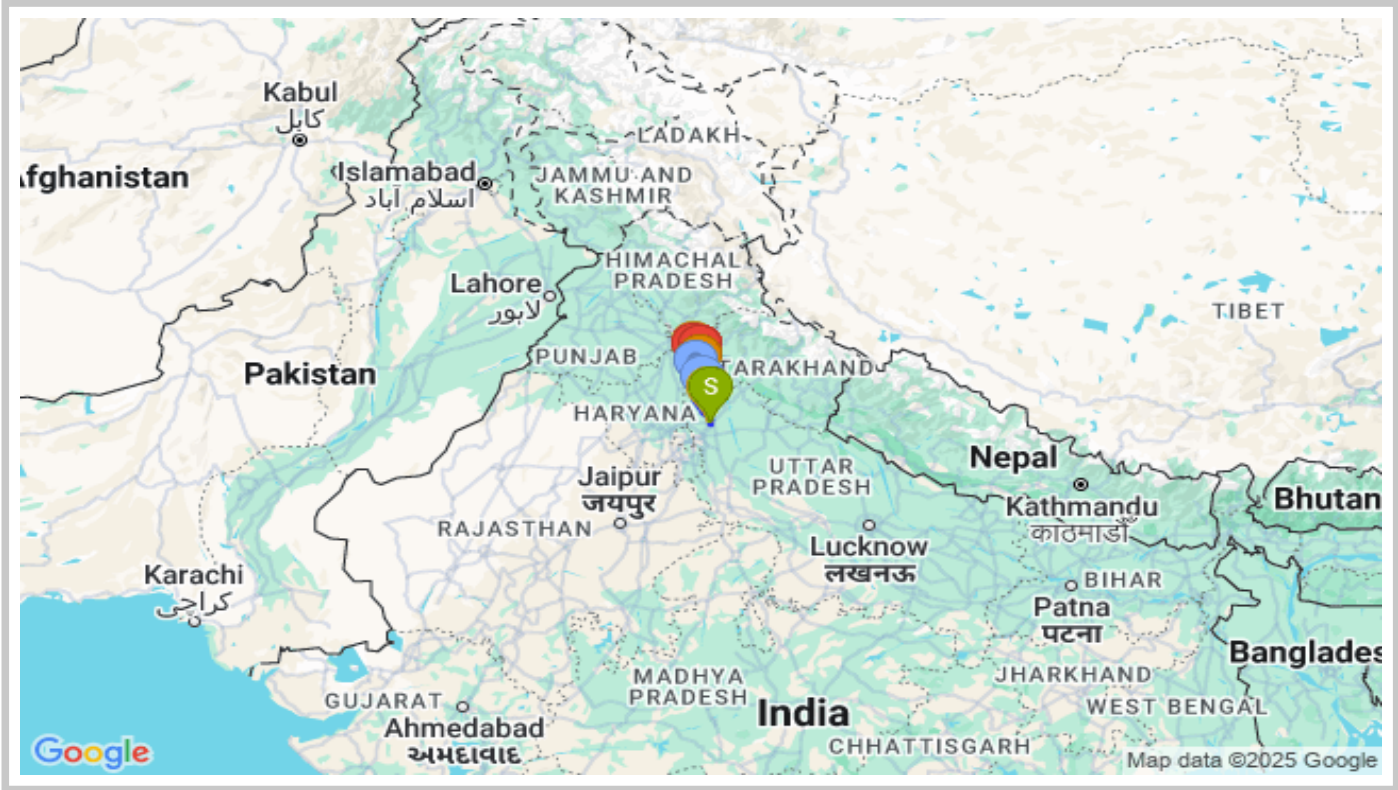 Kabul
کابل
LADAKH
Islamabad
اسلام آباد
JAMMU AND
KASHMIR
fghanistan
HIMACHAL
PRADESH
Lahore
لاہور
TIBET
PUNJAB
TARAKHAND
Pakistan
S
HARYANA
Nepal
Jaipur
जयपुर
UTTAR
PRADESH
Kathmandu
काठमाडौँ
Bhutan
RAJASTHAN
Lucknow
लखनऊ
Karachi
کراچی
BIHAR
Patna
पटना
Banglades
MADHYA
PRADESH
JHARKHAND
GUJARAT
WEST BENGAL
India
Ahmedabad
અમદાવાદ
CHHATTISGARH
Google
Map data ©2025 Google